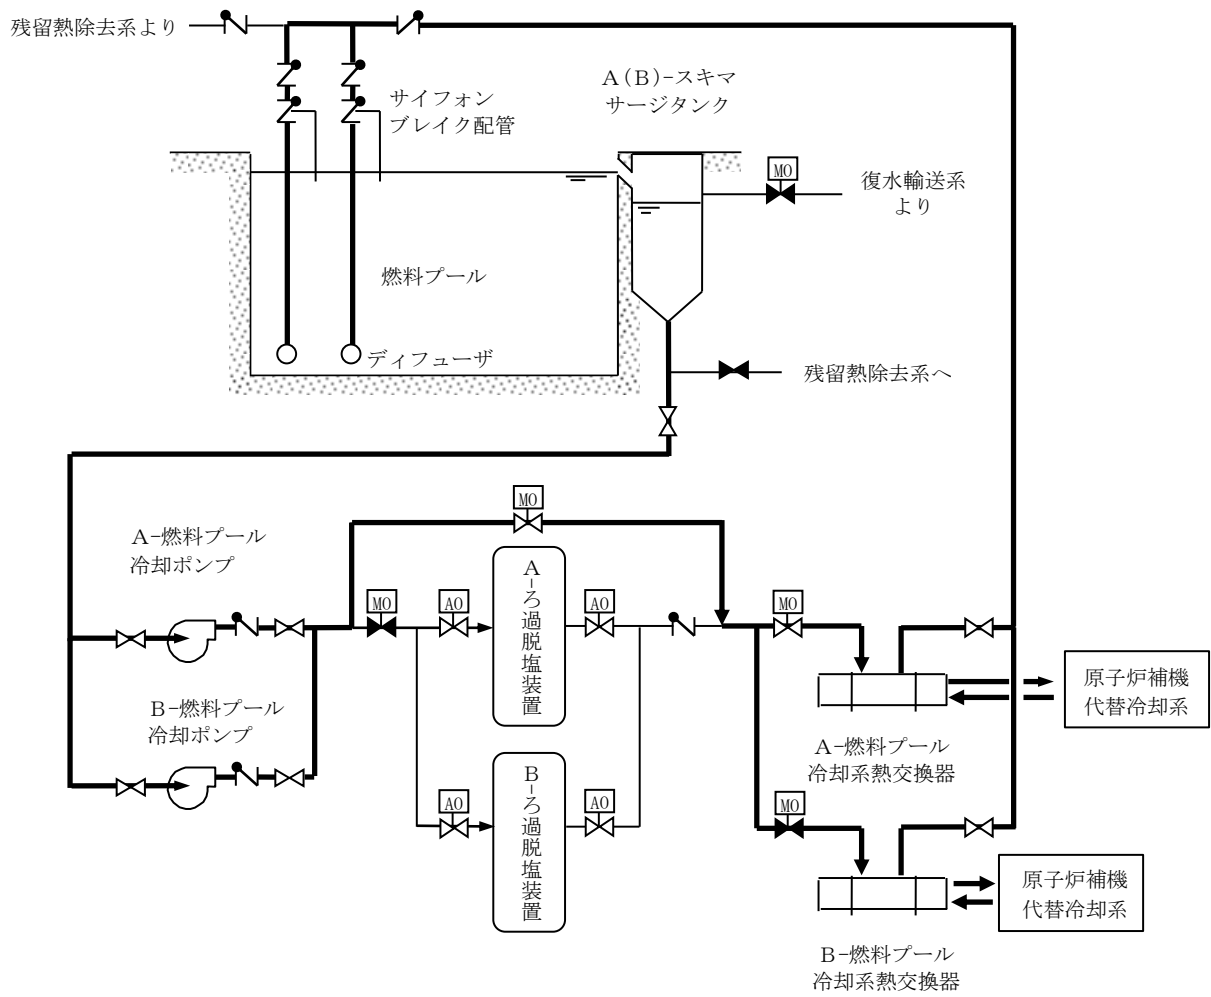 残留熱除去系より
A(B)-スキマ
サージタンク
サイフォン
ブレイク配管
MO
復水輸送系
より
燃料プール
ディフューザ
残留熱除去系へ
MO
A-燃料プール
冷却ポンプ
A-ろ過脱塩装置
MO
AO
AO
MO
原子炉補機
代替冷却系
B-燃料プール
冷却ポンプ
A-燃料プール
冷却系熱交換器
B-ろ過脱塩装置
AO
AO
MO
原子炉補機
代替冷却系
B-燃料プール
冷却系熱交換器